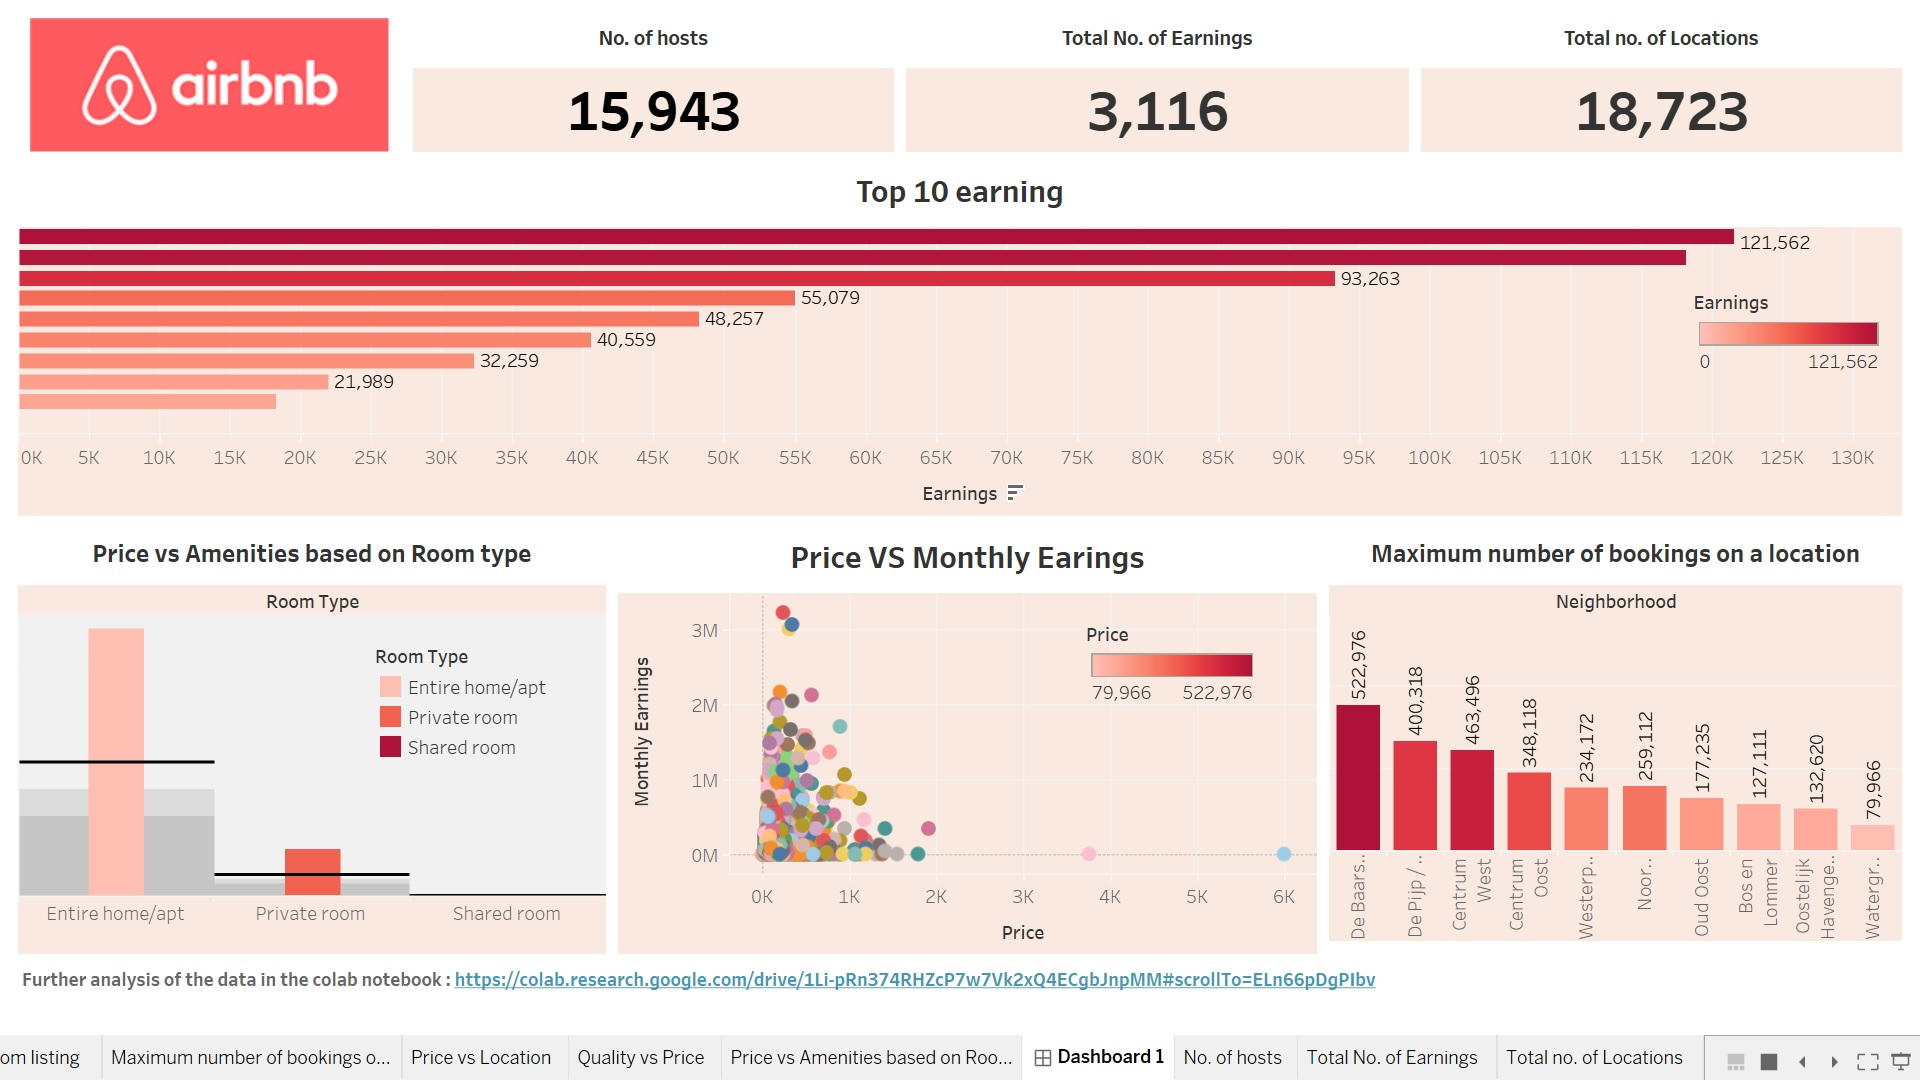 airbnb
No. of hosts
15,943
Total No. of Earnings
3,116
Total no. of Locations
18,723
Top 10 earning
121,562
93,263
55,079
48,257
40,559
32,259
21,989
Earnings
0 121,562
0K 5K 10K 15K 20K 25K 30K 35K 40K 45K 50K 55K 60K 65K 70K 75K 80K 85K 90K 95K 100K 105K 110K 115K 120K 125K 130K
Earnings
Price vs Amenities based on Room type
Room Type
Room Type
Entire home/apt
Private room
Shared room
Entire home/apt Private room Shared room
Price VS Monthly Earings
Monthly Earnings
3M
2M
1M
0M
Price
79,966 522,976
0K 1K 2K 3K 4K 5K 6K
Price
Maximum number of bookings on a location
Neighborhood
522,976
400,318
463,496
348,118
234,172
259,112
177,235
127,111
132,620
79,966
De Baars..
De Pijp / ..
Centrum
West
Centrum
Oost
Westerp..
Noor..
Oud Oost
Bos en
Lommer
Oostelijk
Havenge..
Watergr..
Further analysis of the data in the colab notebook : https://colab.research.google.com/drive/1Li-pRn374RHZcP7w7Vk2xQ4ECgbJnpMM#scrollTo=ELn66pDgPIbv
om listing
Maximum number of bookings o...
Price vs Location
Quality vs Price
Price vs Amenities based on Roo...
Dashboard 1
No. of hosts
Total No. of Earnings
Total no. of Locations